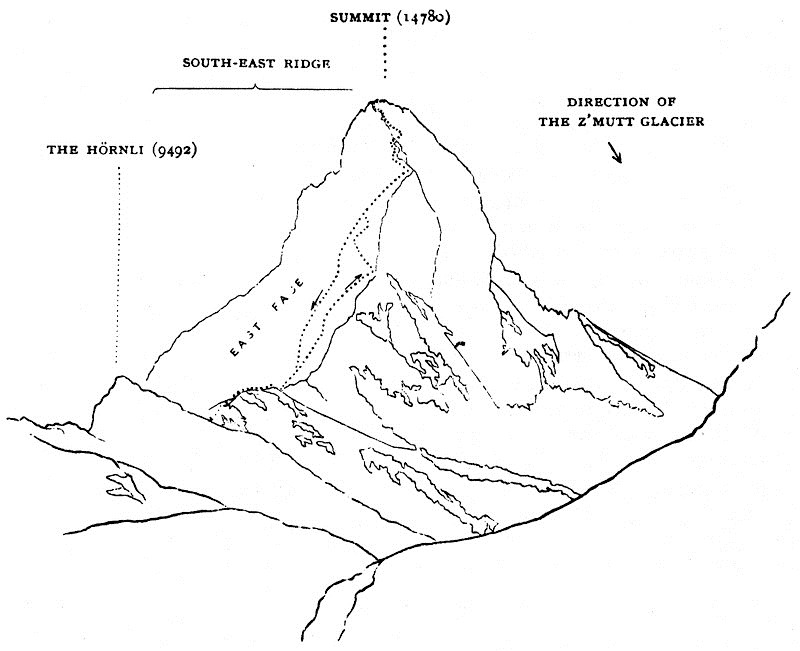 SUMMIT (14780)
SOUTH-EAST RIDGE
DIRECTION OF
THE Z'MUTT GLACIER
THE HÖRNLI (9492)
EAST FACE